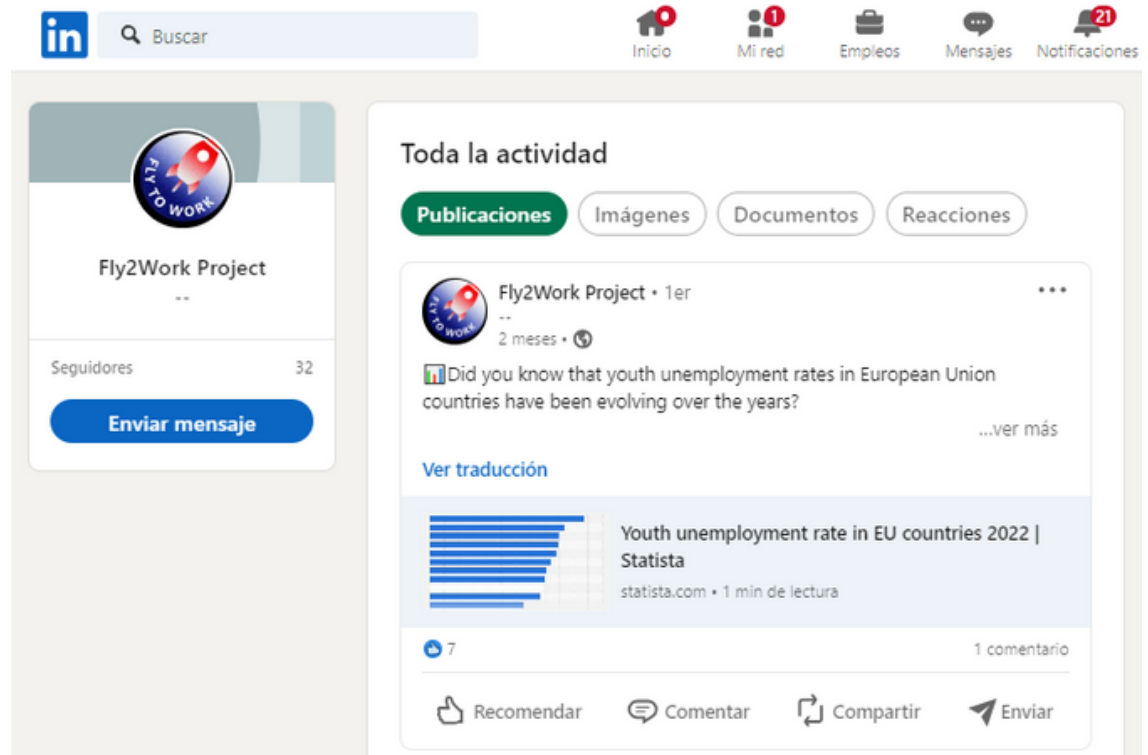 in
Buscar
Inicio
1
Mi red
Empleos
Mensajes
21
Notificaciones
FLY TO WORK
Fly2Work Project
--
Seguidores 32
Enviar mensaje
Toda la actividad
Publicaciones
Imágenes
Documentos
Reacciones
FLY TO WORK
Fly2Work Project • 1er
--
2 meses •
Did you know that youth unemployment rates in European Union
countries have been evolving over the years?
...ver más
Ver traducción
Youth unemployment rate in EU countries 2022 |
Statista
statista.com • 1 min de lectura
7
1 comentario
Recomendar
Comentar
Compartir
Enviar